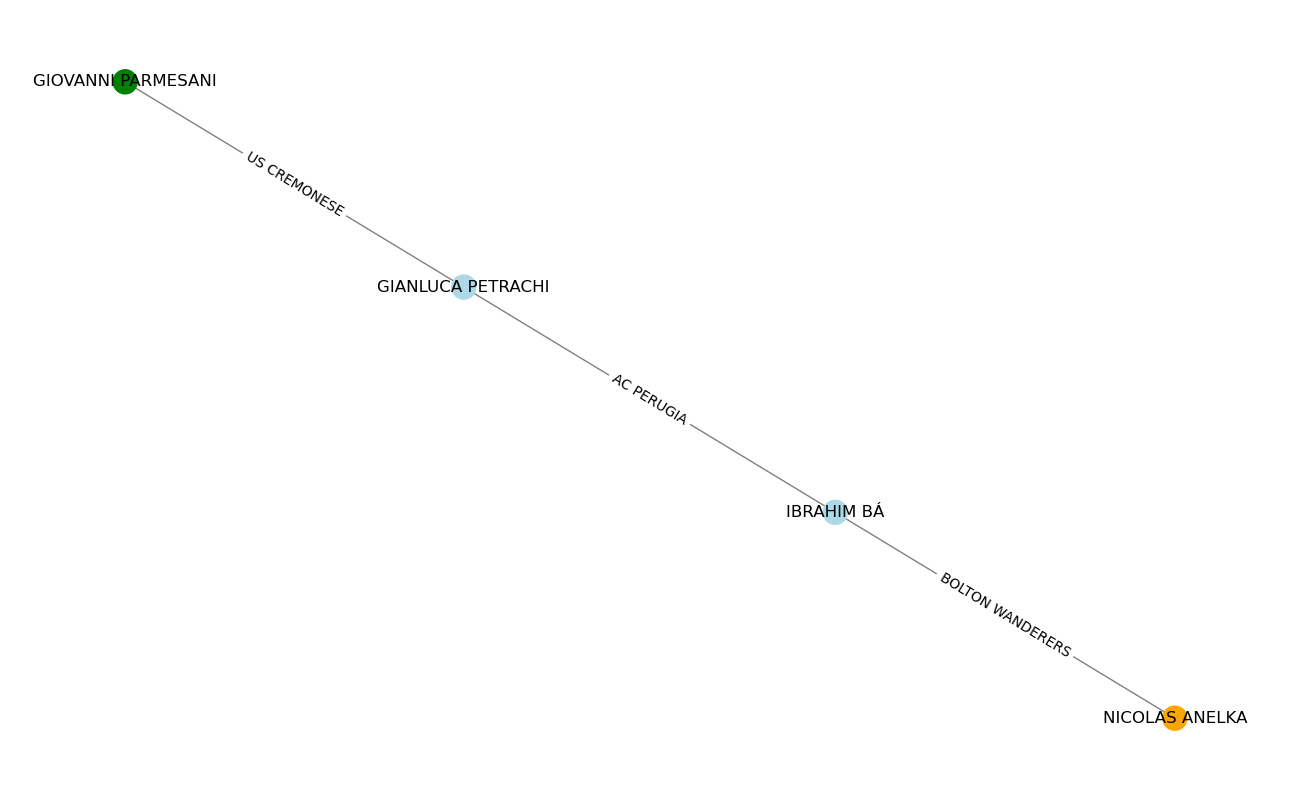 GIOVANNI PARMESANI
US CREMONESE
GIANLUCA PETRACHI
AC PERUGIA
IBRAHIM BÁ
BOLTON WANDERERS
NICOLAS ANELKA